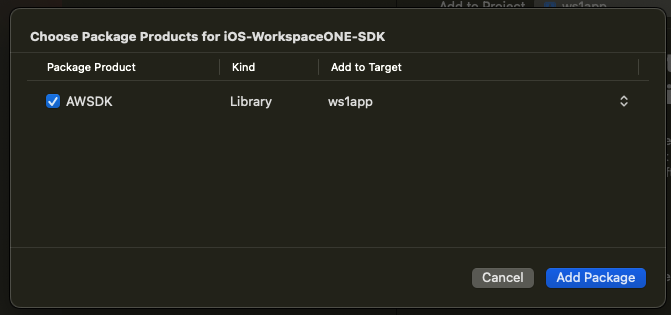 Add to Project ws1app
Choose Package Products for iOS-WorkspaceONE-SDK
Package Product Kind Add to Target
AWSDK Library ws1app
Cancel Add Package